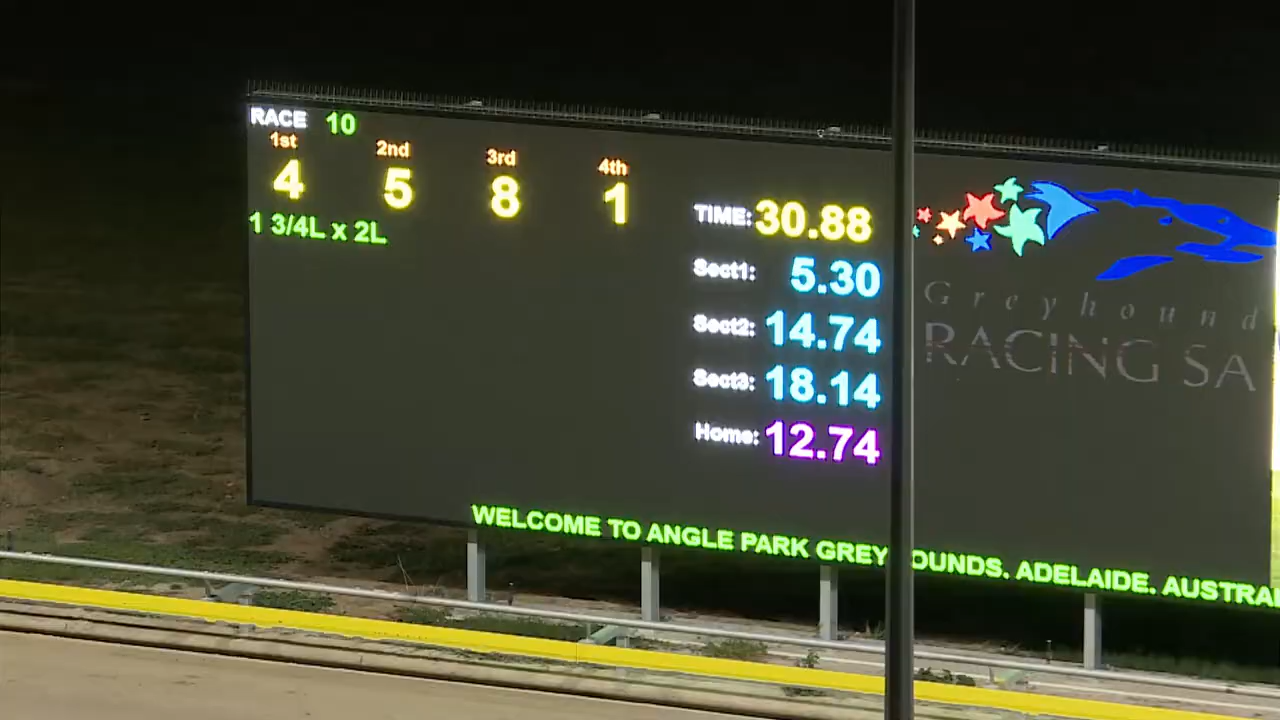 RACE 10
1st 2nd 3rd 4th
4 5 8 1
1 3/4L x 2L
TIME: 30.88
Sect1: 5.30
Sect2: 14.74
Sect3: 18.14
Home: 12.74
Greyhound
RACING SA
WELCOME TO ANGLE PARK GREYHOUNDS. ADELAIDE. AUSTRA